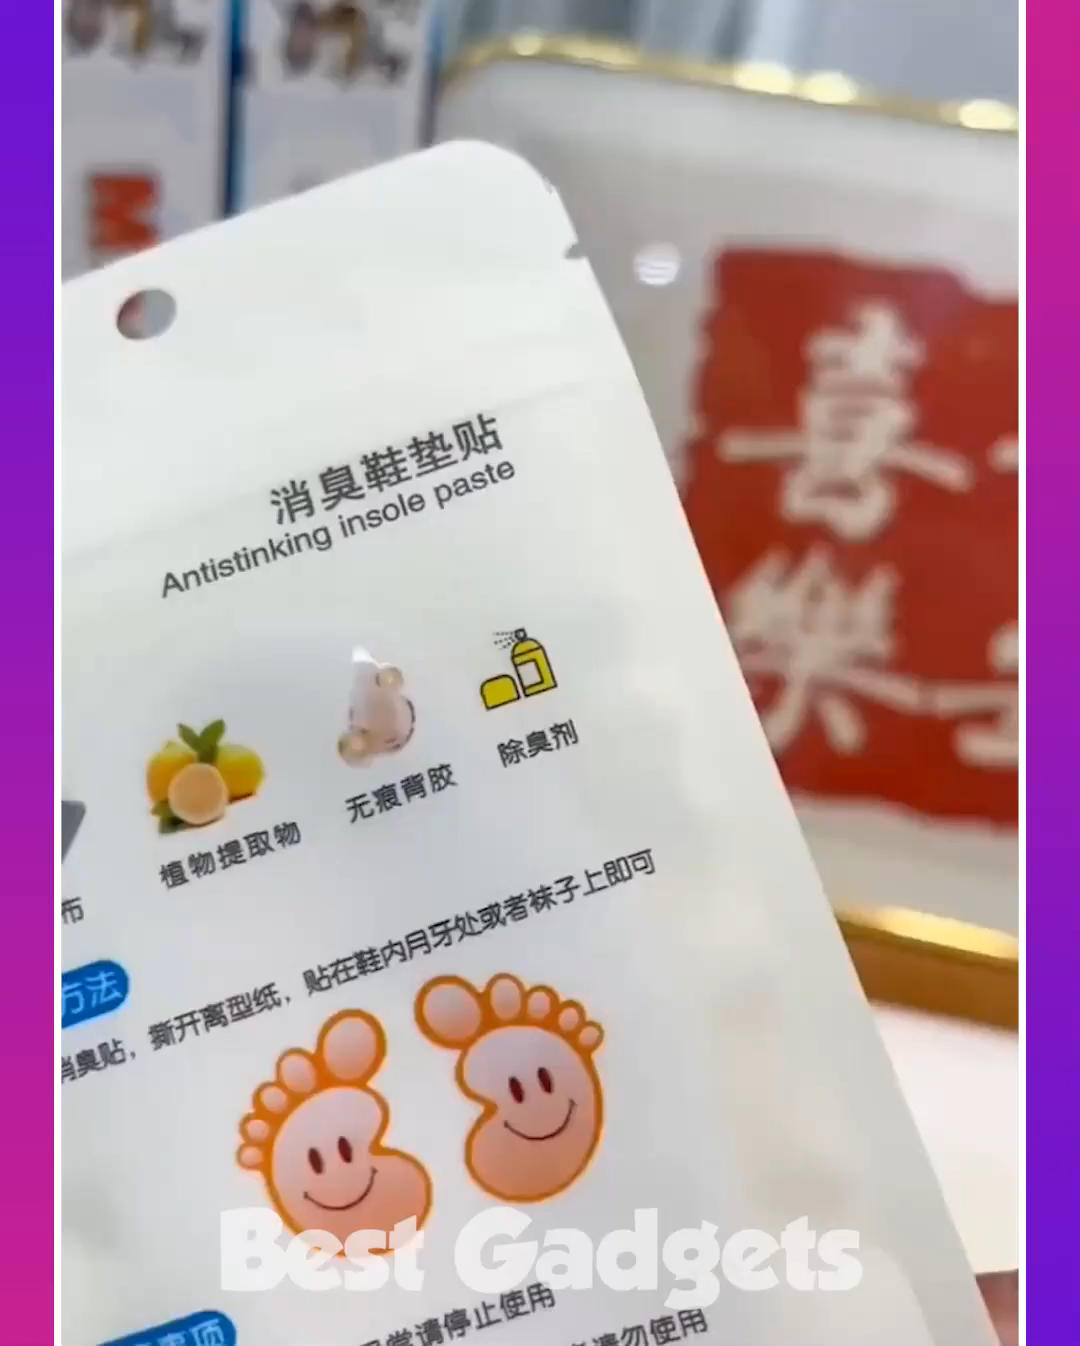 消臭鞋垫贴
Antistinking insole paste
除臭剂
无痕背胶
植物提取物
布
方法
消臭贴，撕开离型纸，贴在鞋内月牙处或者袜子上即可
Best Gadgets
事项
请停止使用
请勿使用
喜
樂